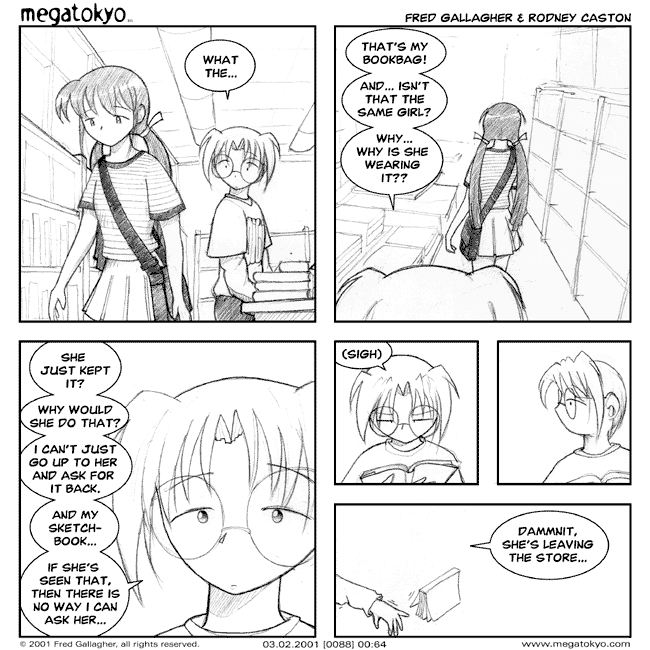 megatokyo
FRED GALLAGHER & RODNEY CASTON
WHAT
THE...
THAT'S MY
BOOKBAG!
AND... ISN'T
THAT THE
SAME GIRL?
WHY...
WHY IS SHE
WEARING
IT??
SHE
JUST KEPT
IT?
WHY WOULD
SHE DO THAT?
I CAN'T JUST
GO UP TO HER
AND ASK FOR
IT BACK.
AND MY
SKETCH-
BOOK...
IF SHE'S
SEEN THAT,
THEN THERE IS
NO WAY I CAN
ASK HER...
(SIGH)
DAMMNIT,
SHE'S LEAVING
THE STORE...
© 2001 Fred Gallagher, all rights reserved.
03.02.2001 [0088] 00:64
www.megatokyo.com